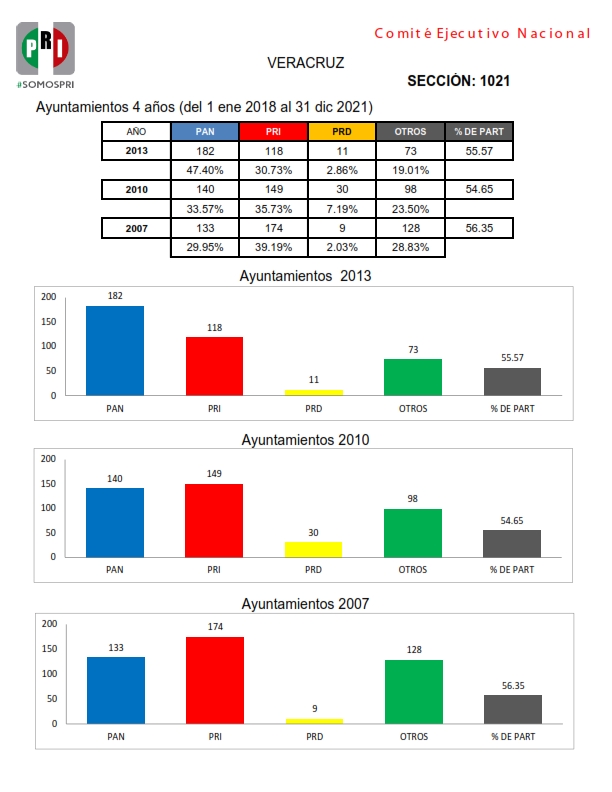 PRI
#SOMOSPRI
Comité Ejecutivo Nacional
VERACRUZ
SECCIÓN: 1021
Ayuntamientos 4 años (del 1 ene 2018 al 31 dic 2021)
AÑO PAN PRI PRD OTROS % DE PART
2013 182 118 11 73 55.57
47.40% 30.73% 2.86% 19.01%
2010 140 149 30 98 54.65
33.57% 35.73% 7.19% 23.50%
2007 133 174 9 128 56.35
29.95% 39.19% 2.03% 28.83%
Ayuntamientos 2013
200
150
100
50
0
182
118
11
73
55.57
PAN PRI PRD OTROS % DE PART
Ayuntamientos 2010
200
150
100
50
0
140
149
30
98
54.65
PAN PRI PRD OTROS % DE PART
Ayuntamientos 2007
200
150
100
50
0
133
174
9
128
56.35
PAN PRI PRD OTROS % DE PART